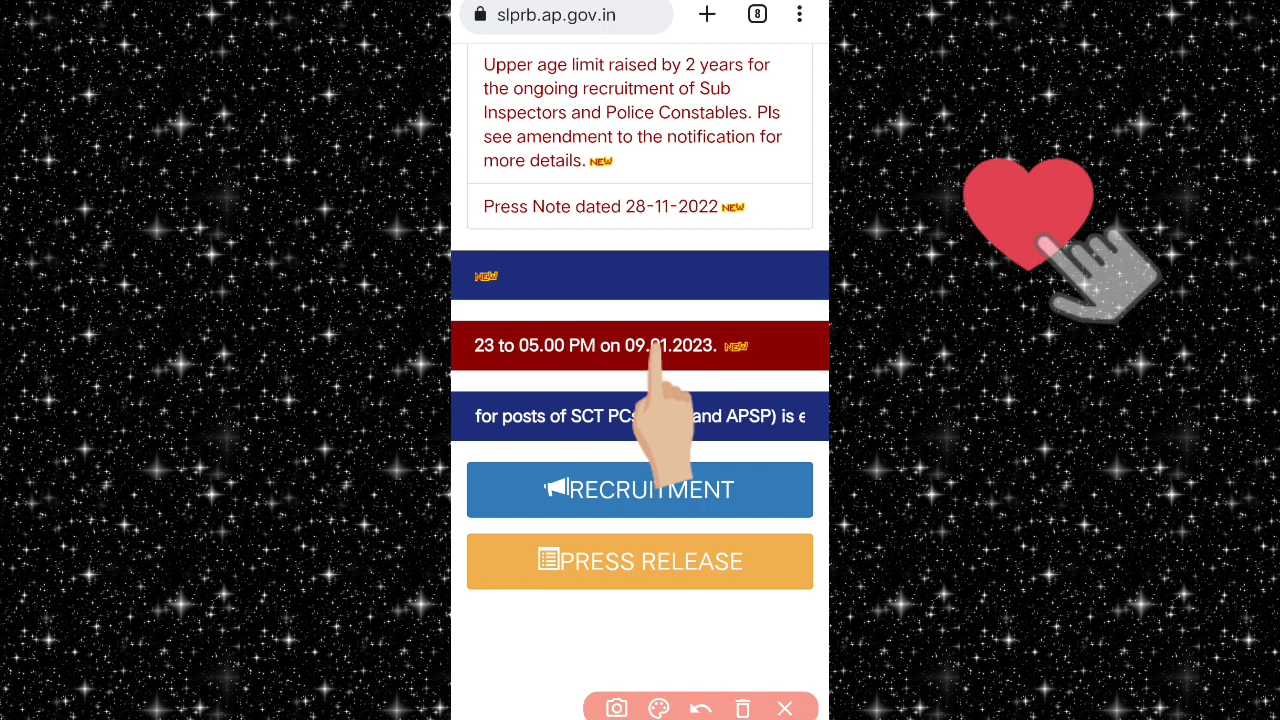 slprb.ap.gov.in
8
Upper age limit raised by 2 years for
the ongoing recruitment of Sub
Inspectors and Police Constables. Pls
see amendment to the notification for
more details. NEW
Press Note dated 28-11-2022 NEW
NEW
23 to 05.00 PM on 09.01.2023. NEW
for posts of SCT PCs and APSP) is e
RECRUITMENT
PRESS RELEASE